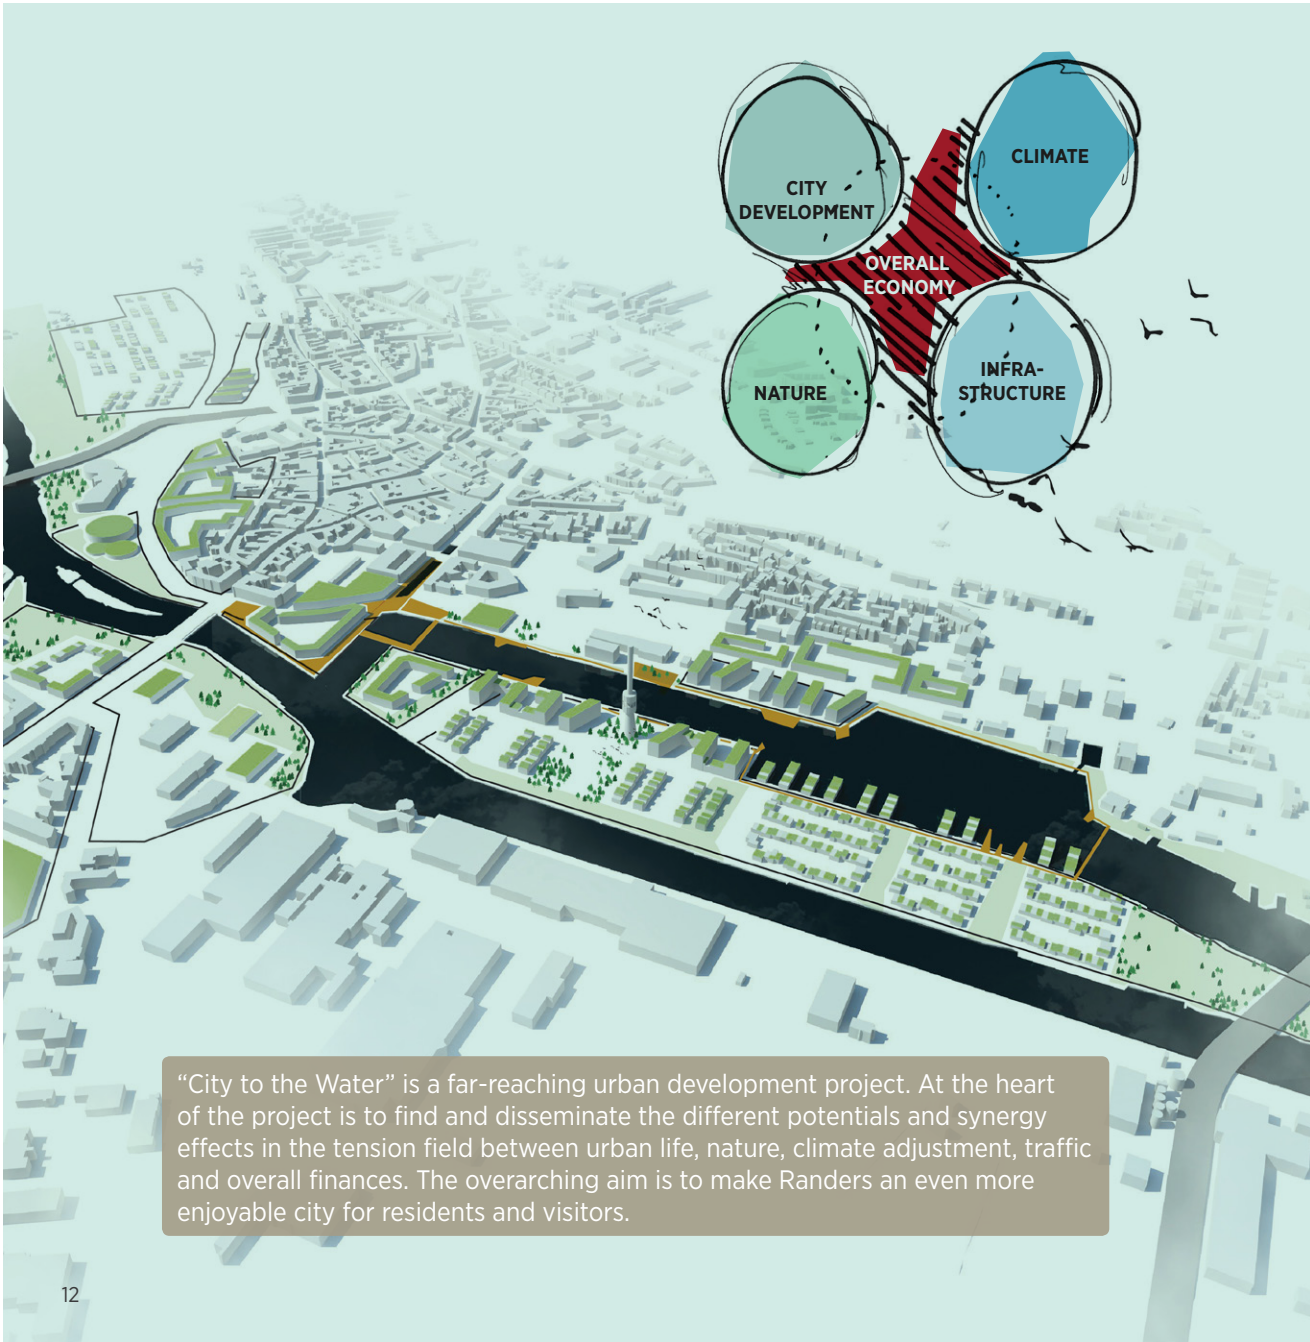 CITY
DEVELOPMENT
CLIMATE
OVERALL
ECONOMY
NATURE
INFRA-
STRUCTURE
“City to the Water” is a far-reaching urban development project. At the heart
of the project is to find and disseminate the different potentials and synergy
effects in the tension field between urban life, nature, climate adjustment, traffic
and overall finances. The overarching aim is to make Randers an even more
enjoyable city for residents and visitors.
12